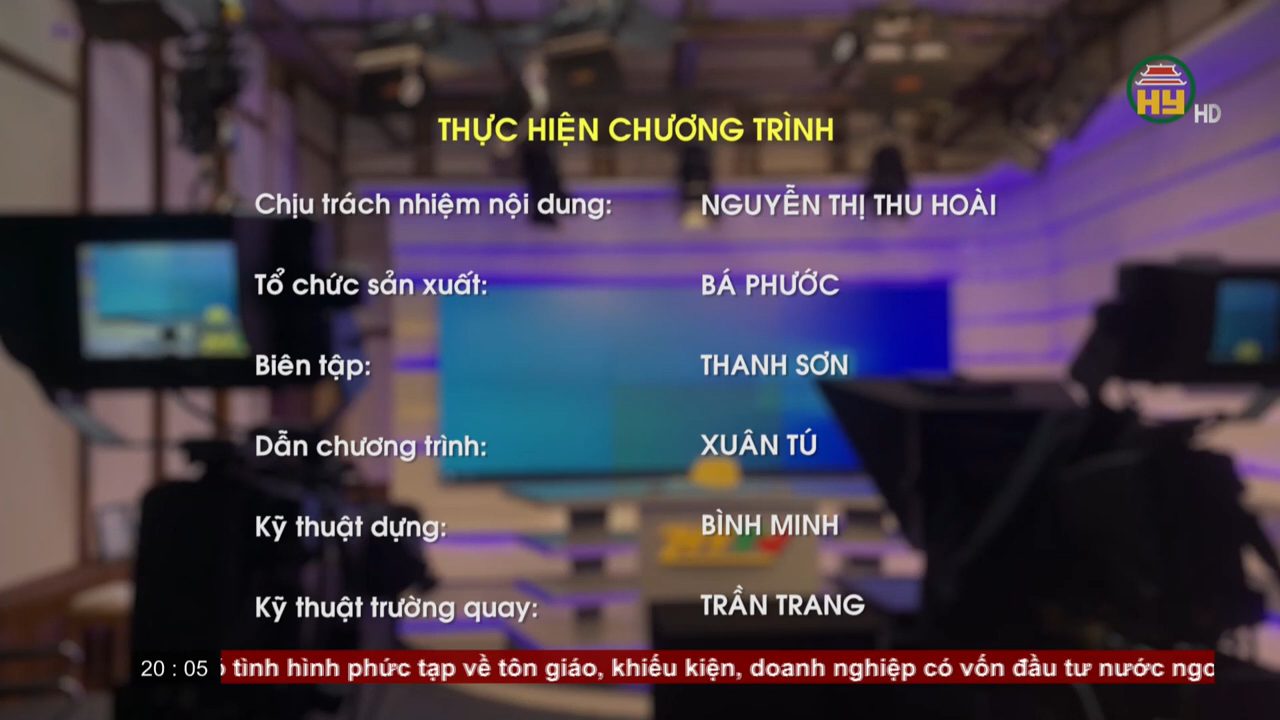 HY HD
THỰC HIỆN CHƯƠNG TRÌNH
Chịu trách nhiệm nội dung: NGUYỄN THỊ THU HOÀI
Tổ chức sản xuất: BÁ PHƯỚC
Biên tập: THANH SƠN
Dẫn chương trình: XUÂN TÚ
Kỹ thuật dựng: BÌNH MINH
Kỹ thuật trường quay: TRẦN TRANG
20 : 05 tình hình phức tạp về tôn giáo, khiếu kiện, doanh nghiệp có vốn đầu tư nước